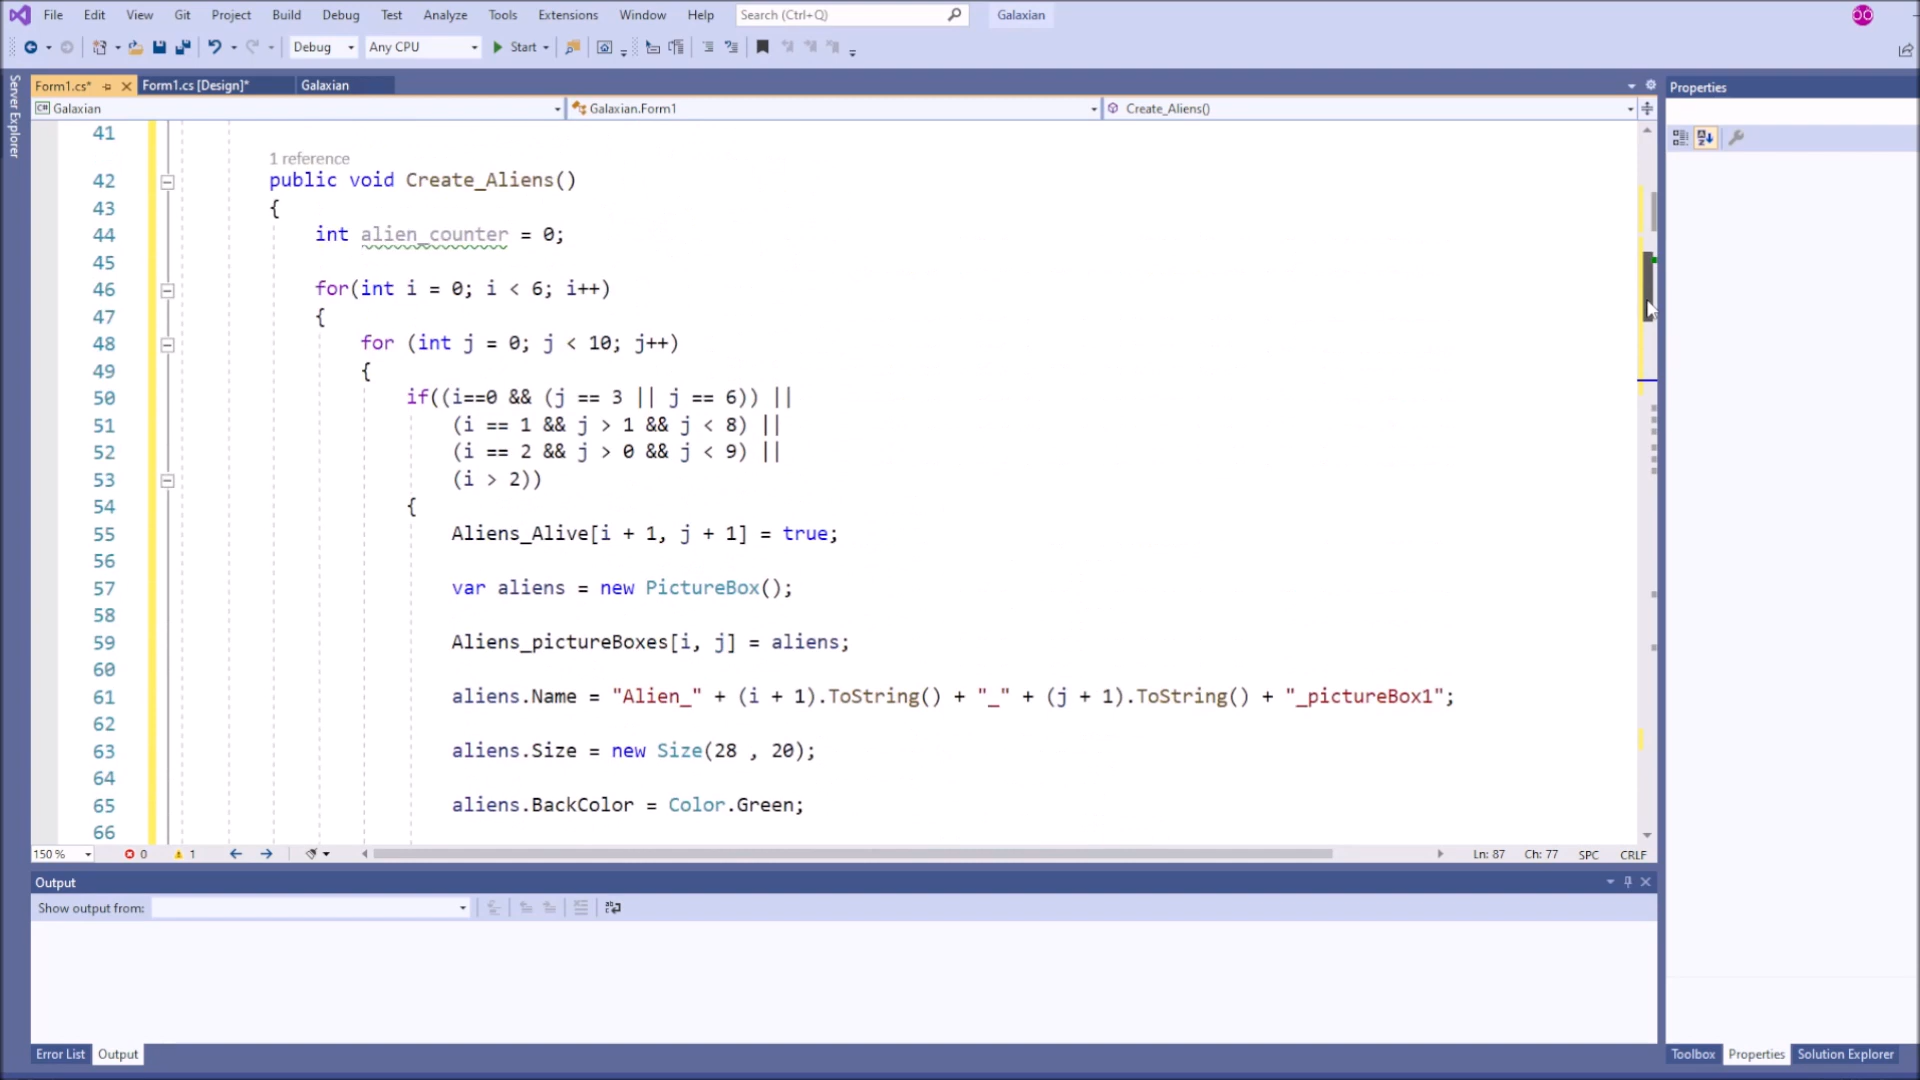 File Edit View Git Project Build Debug Test Analyze Tools Extensions Window Help Search (Ctrl+Q) Galaxian
Debug Any CPU Start
Form1.cs* Form1.cs [Design]* Galaxian
Galaxian Galaxian.Form1 Create_Aliens()
Server Explorer
41
1 reference
42 public void Create_Aliens()
43 {
44 int alien_counter = 0;
45
46 for(int i = 0; i < 6; i++)
47 {
48 for (int j = 0; j < 10; j++)
49 {
50 if((i==0 && (j == 3 || j == 6)) ||
51 (i == 1 && j > 1 && j < 8) ||
52 (i == 2 && j > 0 && j < 9) ||
53 (i > 2))
54 {
55 Aliens_Alive[i + 1, j + 1] = true;
56
57 var aliens = new PictureBox();
58
59 Aliens_pictureBoxes[i, j] = aliens;
60
61 aliens.Name = "Alien_" + (i + 1).ToString() + "_" + (j + 1).ToString() + "_pictureBox1";
62
63 aliens.Size = new Size(28 , 20);
64
65 aliens.BackColor = Color.Green;
66
150 % 0 1 Ln: 87 Ch: 77 SPC CRLF
Output
Show output from:
Error List Output
Properties
Toolbox Properties Solution Explorer